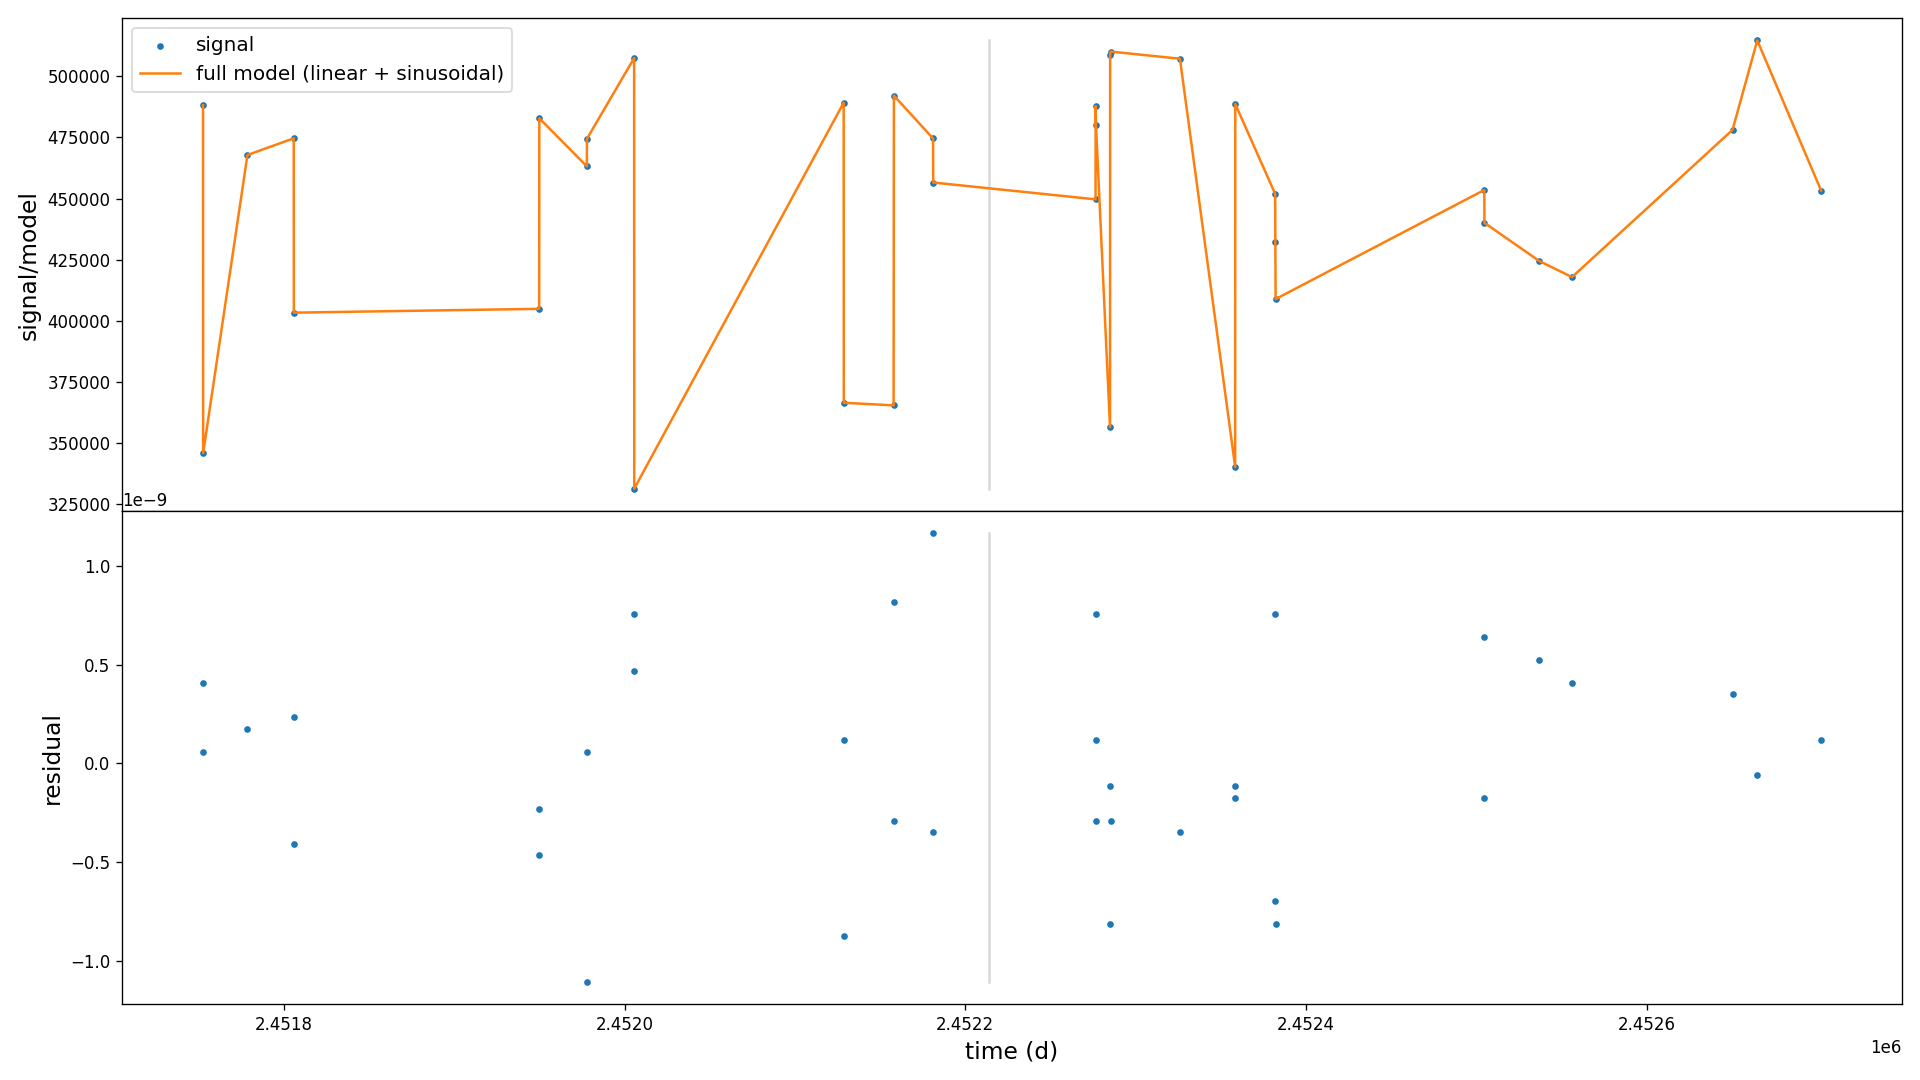 signal
full model (linear + sinusoidal)
signal/model
500000
475000
450000
425000
400000
375000
350000
325000
1e−9
residual
1.0
0.5
0.0
−0.5
−1.0
2.4518
2.4520
2.4522
2.4524
2.4526
time (d)
1e6